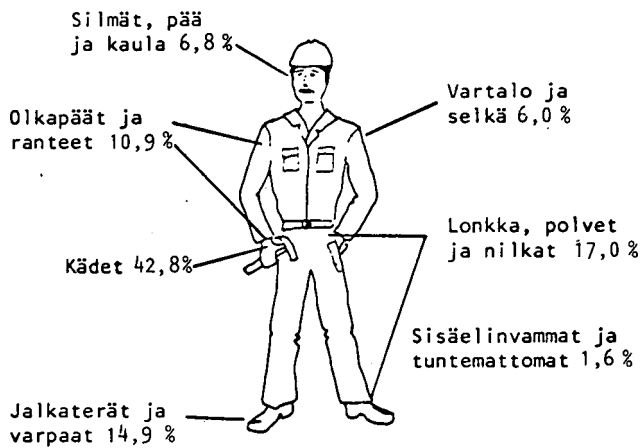 Silmät, pää
ja kaula 6,8 %
Vartalo ja
selkä 6,0 %
Olkapäät ja
ranteet 10,9 %
Lonkka, polvet
ja nilkat 17,0 %
Kädet 42,8%
Sisäelinvammat ja
tuntemattomat 1,6 %
Jalkaterät ja
varpaat 14,9 %